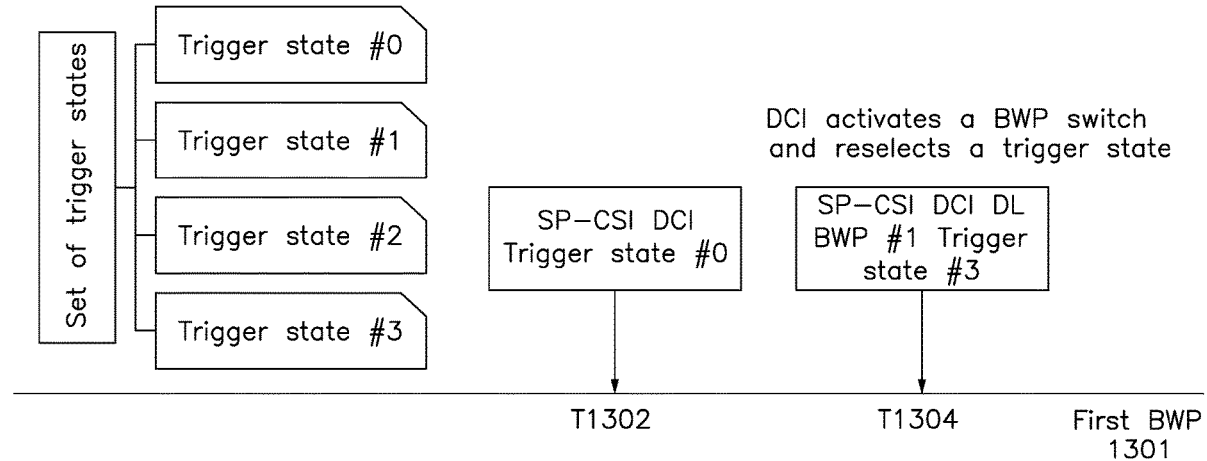 Set of trigger states
Trigger state #0
Trigger state #1
Trigger state #2
Trigger state #3
SP-CSI DCI
Trigger state #0
DCI activates a BWP switch
and reselects a trigger state
SP-CSI DCI DL
BWP #1 Trigger
state #3
T1302
T1304
First BWP
1301